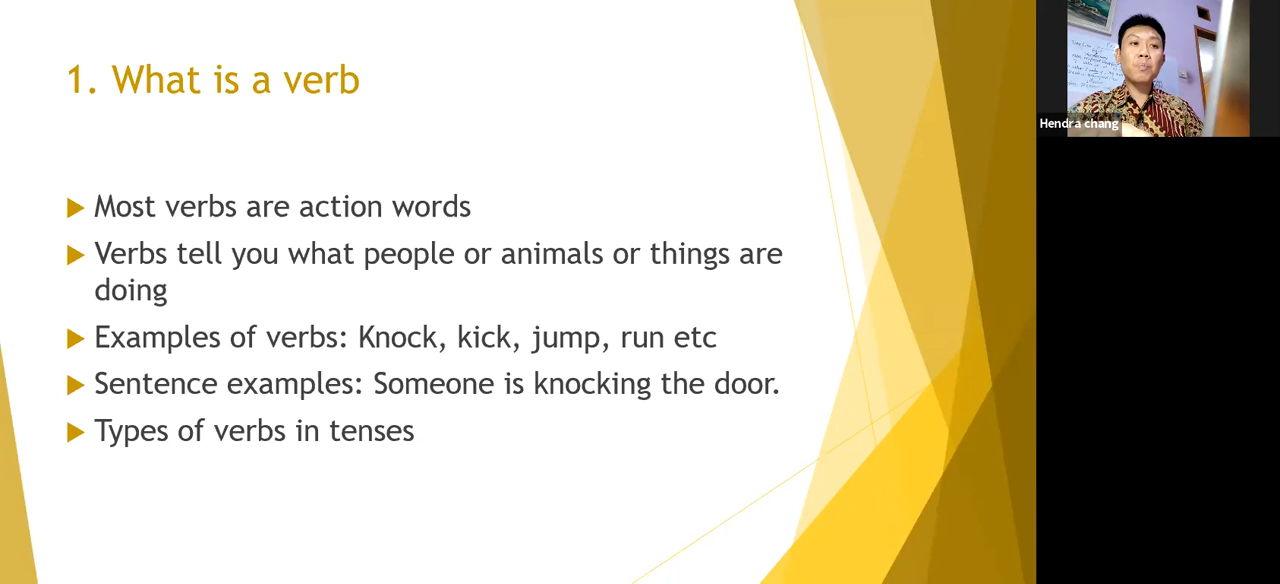 1. What is a verb
Most verbs are action words
Verbs tell you what people or animals or things are
doing
Examples of verbs: Knock, kick, jump, run etc
Sentence examples: Someone is knocking the door.
Types of verbs in tenses
Hendra chang